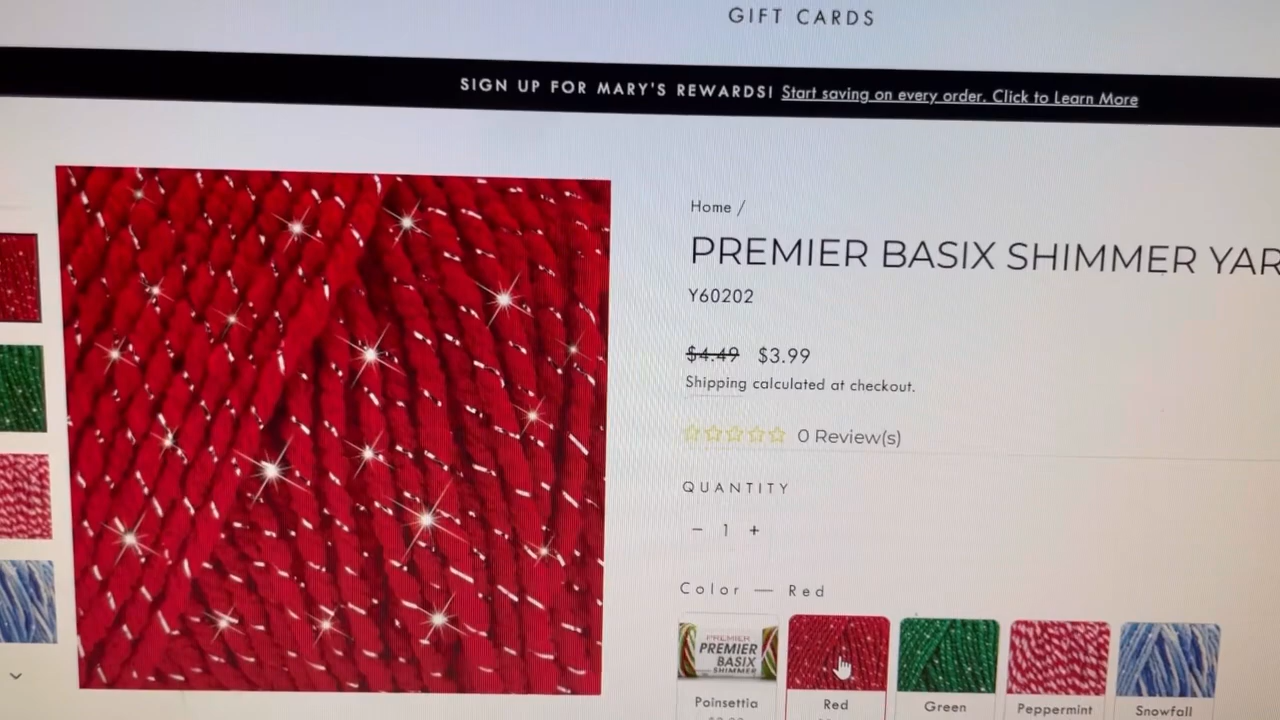 GIFT CARDS
SIGN UP FOR MARY'S REWARDS! Start saving on every order. Click to Learn More
Home /
PREMIER BASIX SHIMMER YAR
Y60202
$4.49 $3.99
Shipping calculated at checkout.
0 Review(s)
QUANTITY
− 1 +
Color — Red
PREMIER
PREMIER
BASIX
SHIMMER
Poinsettia Red Green Peppermint Snowfall